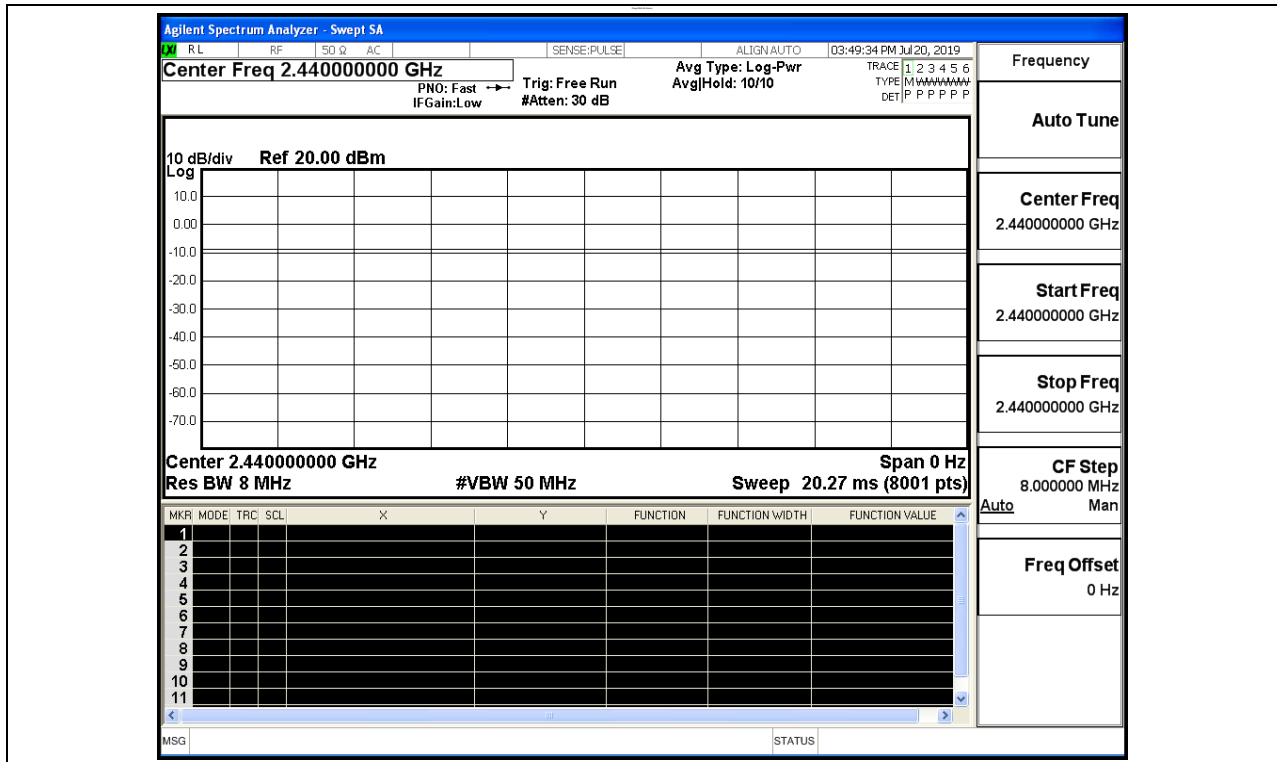 Agilent Spectrum Analyzer - Swept SA
LXI RL RF 50 Ω AC SENSE:PULSE ALIGN AUTO 03:49:34 PM Jul 20, 2019
Center Freq 2.440000000 GHz
PNO: Fast
IFGain:Low
Trig: Free Run
#Atten: 30 dB
Avg Type: Log-Pwr
Avg|Hold: 10/10
TRACE 1 2 3 4 5 6
TYPE M WWWWW
DET P P P P P P
10 dB/div Ref 20.00 dBm
Log
10.0
0.00
-10.0
-20.0
-30.0
-40.0
-50.0
-60.0
-70.0
Center 2.440000000 GHz Span 0 Hz
Res BW 8 MHz #VBW 50 MHz Sweep 20.27 ms (8001 pts)
MKR MODE TRC SCL X Y FUNCTION FUNCTION WIDTH FUNCTION VALUE
1
2
3
4
5
6
7
8
9
10
11
MSG STATUS
Frequency
Auto Tune
Center Freq
2.440000000 GHz
Start Freq
2.440000000 GHz
Stop Freq
2.440000000 GHz
CF Step
8.000000 MHz
Auto Man
Freq Offset
0 Hz